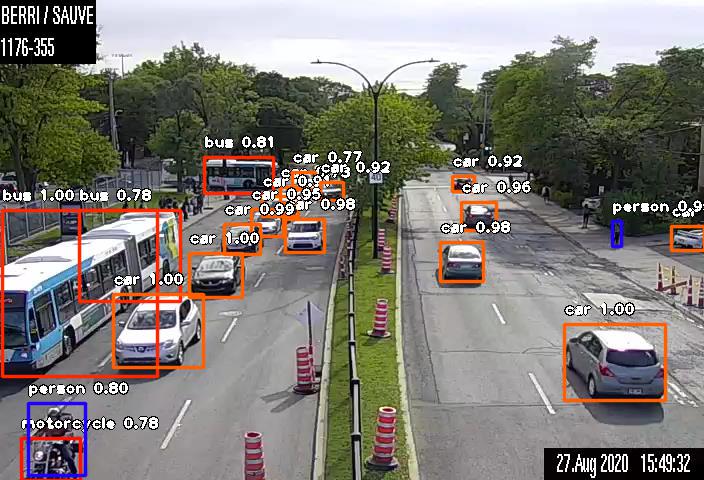 BERRI / SAUVE
1176-355
bus 0.81
car 0.77
car 0.92
car 0.92
bus 1.00
bus 0.78
car 0.95
car 0.96
car 0.99
car 0.98
person 0.9
car 1.00
car 0.98
car 1.00
car 1.00
person 0.80
motorcycle 0.78
27.Aug 2020 15:49:32